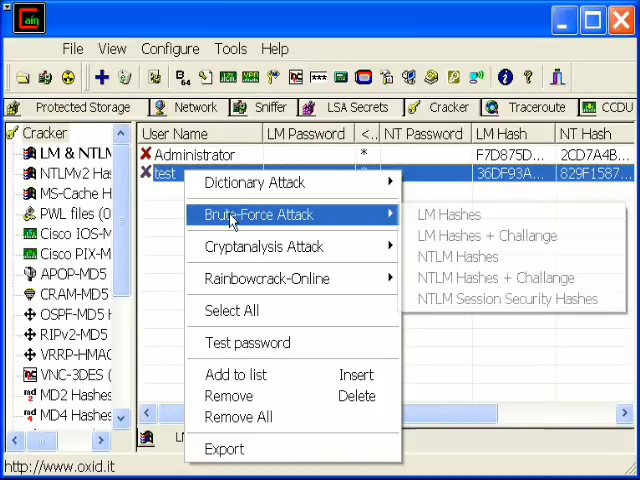 Caín
File View Configure Tools Help
B 64
Protected Storage Network Sniffer LSA Secrets Cracker Traceroute CCDU
Cracker
LM & NTLM
NTLMv2 Has
MS-Cache H
PWL files (0
Cisco IOS-M
Cisco PIX-M
APOP-MD5
CRAM-MD5
OSPF-MD5
RIPv2-MD5
VRRP-HMAC
VNC-3DES (
MD2 Hashes
MD4 Hashes
User Name LM Password <.. NT Password LM Hash NT Hash
Administrator * F7D875D... 2CD7A4B...
test * 36DF93A... 829F1587...
Dictionary Attack
Brute-Force Attack
Cryptanalysis Attack
Rainbowcrack-Online
Select All
Test password
Add to list Insert
Remove Delete
Remove All
Export
LM Hashes
LM Hashes + Challange
NTLM Hashes
NTLM Hashes + Challange
NTLM Session Security Hashes
http://www.oxid.it